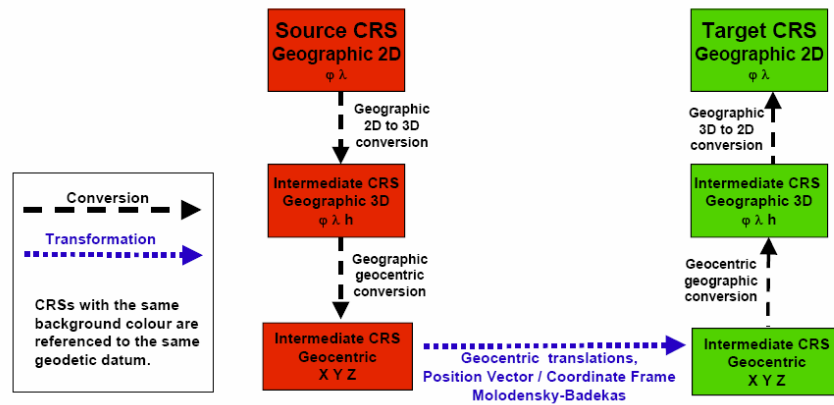 Source CRS
Geographic 2D
φ λ
Geographic
2D to 3D
conversion
Intermediate CRS
Geographic 3D
φ λ h
Geographic
geocentric
conversion
Intermediate CRS
Geocentric
X Y Z
Conversion
Transformation
CRSs with the same
background colour are
referenced to the same
geodetic datum.
Geocentric translations,
Position Vector / Coordinate Frame
Molodensky-Badekas
Target CRS
Geographic 2D
φ λ
Geographic
3D to 2D
conversion
Intermediate CRS
Geographic 3D
φ λ h
Geocentric
geographic
conversion
Intermediate CRS
Geocentric
X Y Z